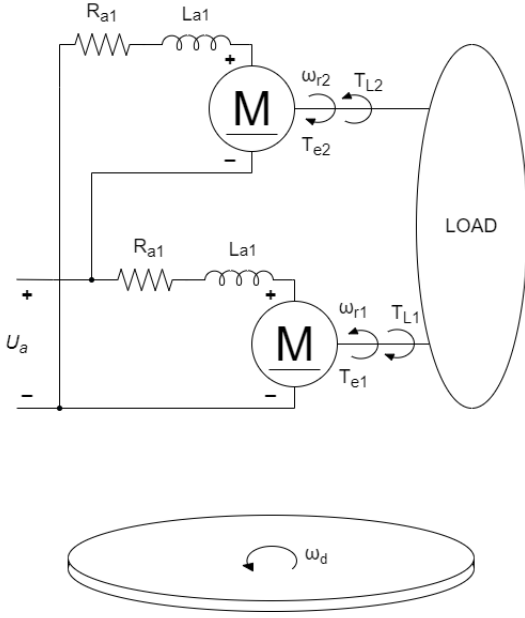 Ra1 La1
+
M
−
ωr2 TL2
Te2
LOAD
Ra1 La1
+ +
Ua
M
ωr1 TL1
Te1
− −
ωd